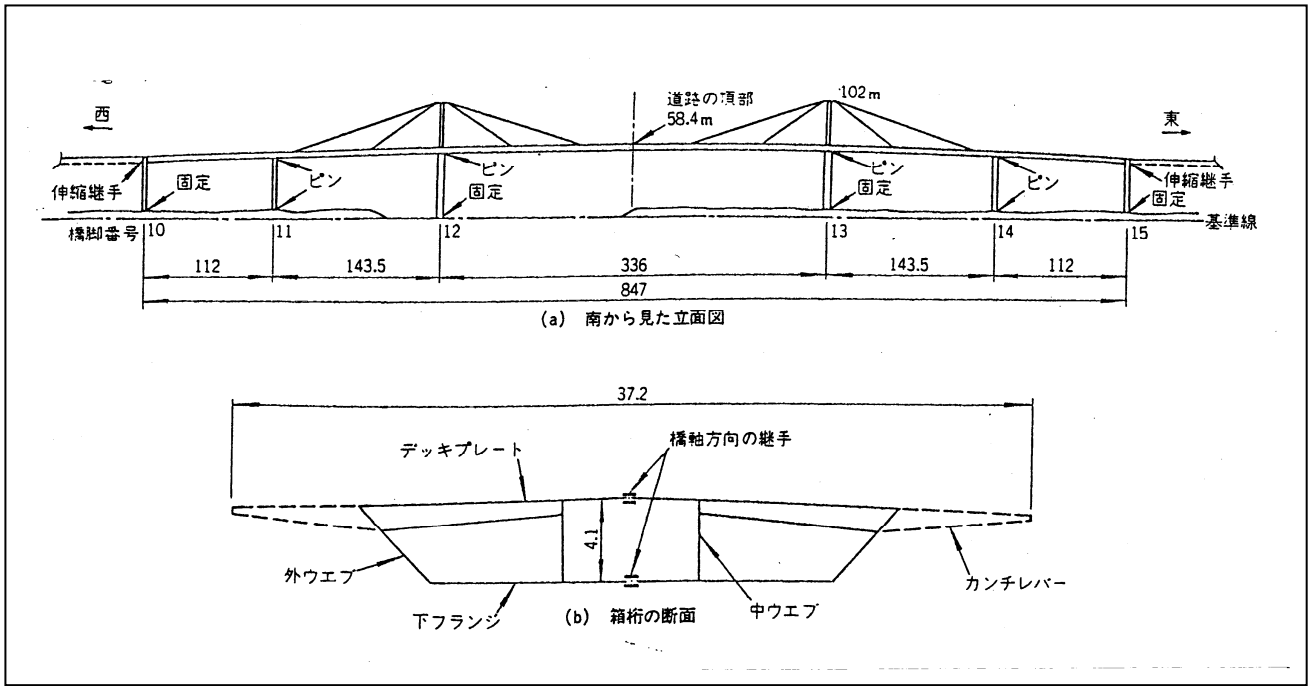 西
道路の頂部
58.4m
102m
東
伸縮継手
固定
ピン
ピン
固定
ピン
固定
ピン
伸縮継手
固定
橋脚番号
10
11
12
13
14
15
基準線
112
143.5
336
143.5
112
847
(a) 南から見た立面図
37.2
デッキプレート
橋軸方向の継手
4.1
外ウエブ
下フランジ
中ウエブ
カンチレバー
(b) 箱桁の断面